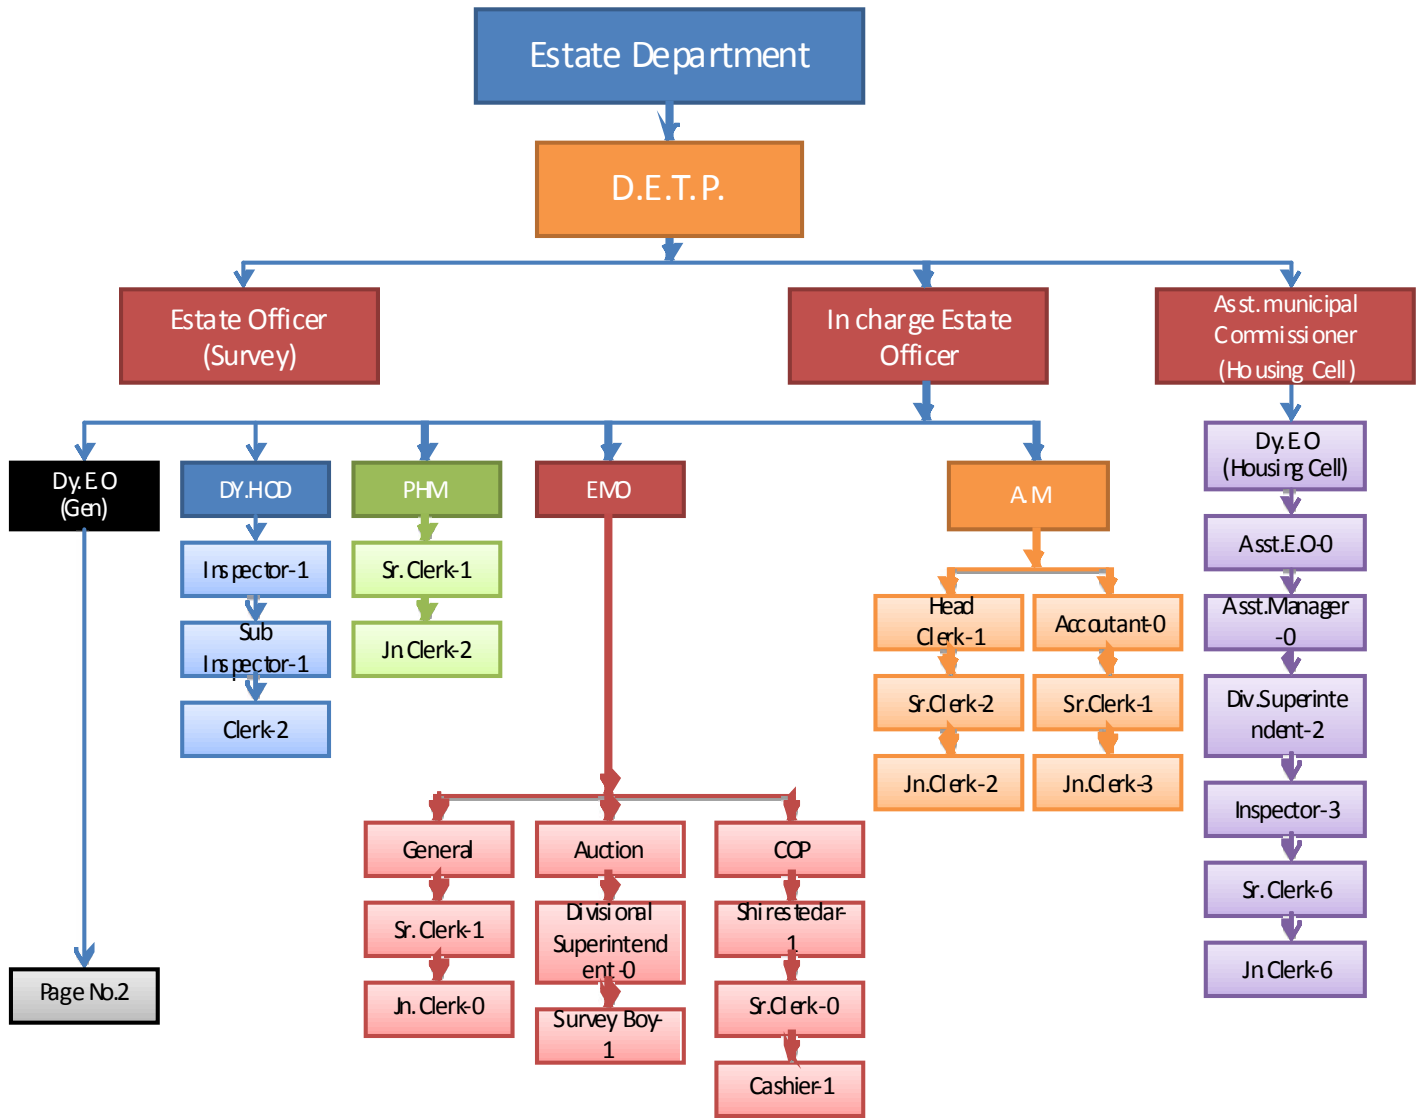 Estate Department
D.E.T.P.
Estate Officer
(Survey)
In charge Estate
Officer
Asst. municipal
Commissioner
(Housing Cell)
Dy.E.O
(Gen)
DY.HOD
PHM
EMO
A.M
Dy.E.O
(Housing Cell)
Inspector-1
Sub
Inspector-1
Clerk-2
Sr.Clerk-1
Jn.Clerk-2
Head
Clerk-1
Sr.Clerk-2
Jn.Clerk-2
Accoutant-0
Sr.Clerk-1
Jn.Clerk-3
Asst.E.O-0
Asst.Manager
-0
Div.Superinte
ndent-2
Inspector-3
Sr.Clerk-6
Jn.Clerk-6
General
Sr.Clerk-1
Jn.Clerk-0
Auction
Divisional
Superintend
ent-0
Survey Boy-
1
COP
Shirestedar-
1
Sr.Clerk-0
Cashier-1
Page No.2